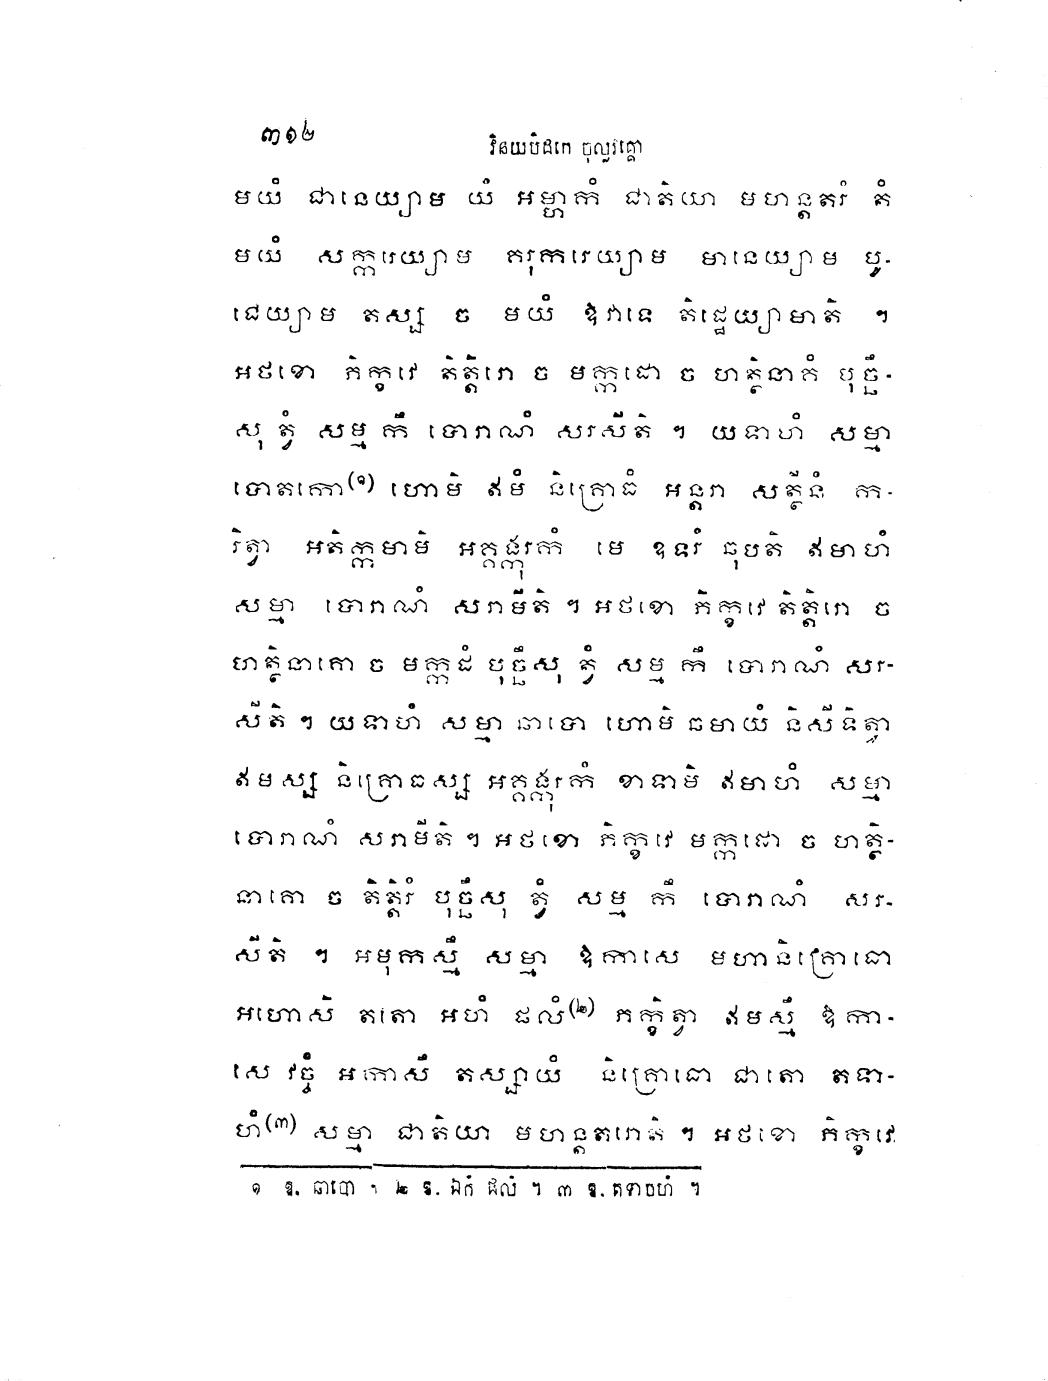 ៣១២
វិនយបិដកេ ចុល្លវគ្គោ
មយំ ជានេយ្យាម យំ អម្ហាកំ ជាតិយា មហន្តតរំ តំ
មយំ សក្ករេយ្យាម គរុករេយ្យាម មានេយ្យាម បូ-
ជេយ្យាម តស្ស ច មយំ ឱវាទេ តិដ្ឋេយ្យាមាតិ ។
អថខោ ភិក្ខវេ តិត្តិរោ ច មក្កដោ ច ហត្ថិនាគំ បុច្ឆឹ-
សុ ត្វំ សម្ម កឹ បោរាណំ សរសីតិ ។ យទាហំ សម្មា
បោតកោ(១) ហោមិ ឥមំ និគ្រោធំ អន្តរា សត្ថីនំ ក-
រិត្វា អតិក្កមាមិ អគ្គង្កុរកំ មេ ឧទរំ ឆុបតិ ឥមាហំ
សម្មា បោរាណំ សរាមីតិ ។ អថខោ ភិក្ខវេ តិត្តិរោ ច
ហត្ថិនាគោ ច មក្កដំ បុច្ឆឹសុ ត្វំ សម្ម កឹ បោរាណំ សរ-
សីតិ ។ យទាហំ សម្មា ឆាបោ ហោមិ ឆមាយំ និសីទិត្វា
ឥមស្ស និគ្រោធស្ស អគ្គង្កុរកំ ខាទាមិ ឥមាហំ សម្មា
បោរាណំ សរាមីតិ ។ អថខោ ភិក្ខវេ មក្កដោ ច ហត្ថិ-
នាគោ ច តិត្តិរំ បុច្ឆឹសុ ត្វំ សម្ម កឹ បោរាណំ សរ-
សីតិ ។ អមុកស្មឹ សម្មា ឱកាសេ មហានិគ្រោធោ
អហោសិ តតោ អហំ ផលំ(២) ភក្ខិត្វា ឥមស្មឹ ឱកា-
សេ វច្ចំ អកាសឹ តស្សាយំ និគ្រោធោ ជាតោ តទា-
ហំ(៣) សម្មា ជាតិយា មហន្តតរោតិ ។ អថខោ ភិក្ខវេ
១ ឱ. ឆាបោ ។ ២ ឱ. ឯកំ ផលំ ។ ៣ ឱ. តទាចហំ ។